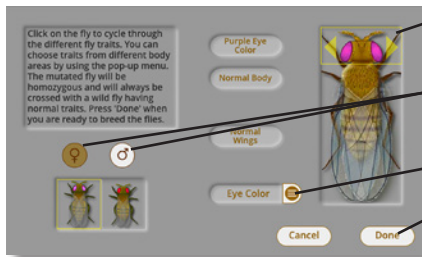 Click on the fly to cycle through
the different fly traits. You can
choose traits from different body
areas by using the pop-up menu.
The mutated fly will be
homozygous and will always be
crossed with a wild fly having
normal traits. Press 'Done' when
you are ready to breed the flies.
Purple Eye
Color
Normal Body
Normal
Wings
♀ ♂
Eye Color
Cancel
Done